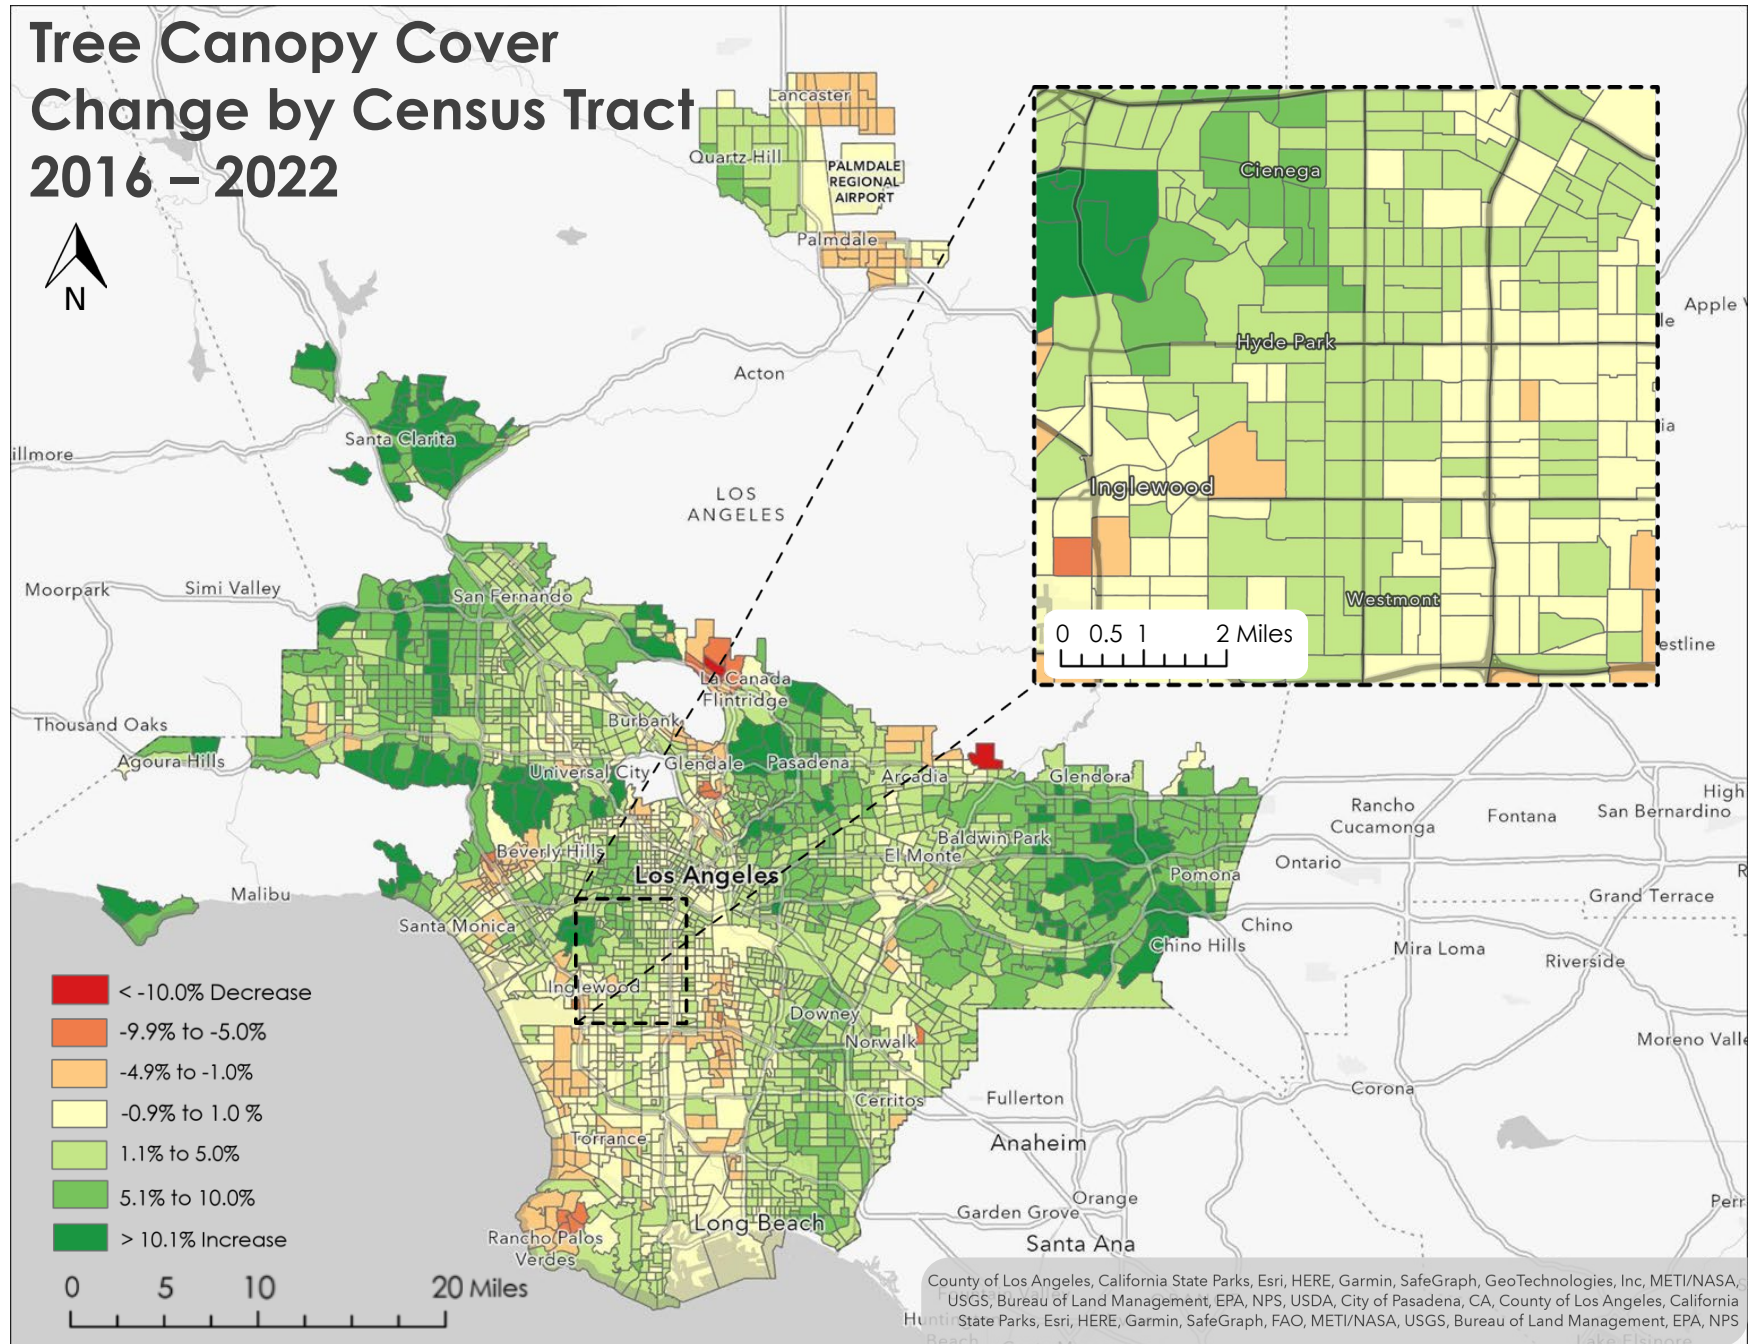 Tree Canopy Cover
Change by Census Tract
2016 – 2022
N
Lancaster
Quartz Hill
PALMDALE
REGIONAL
AIRPORT
Palmdale
Acton
Santa Clarita
illmore
LOS
ANGELES
Moorpark
Simi Valley
San Fernando
La Canada
Flintridge
Thousand Oaks
Burbank
Agoura Hills
Universal City
Glendale
Pasadena
Arcadia
Glendora
Beverly Hills
El Monte
Baldwin Park
Los Angeles
Pomona
Malibu
Santa Monica
Inglewood
Chino
Chino Hills
Downey
Norwalk
Cerritos
Torrance
Long Beach
Rancho Palos
Verdes
Rancho
Cucamonga
Fontana
San Bernardino
High
Ontario
R
Grand Terrace
Mira Loma
Riverside
Moreno Valle
Corona
Fullerton
Anaheim
Orange
Garden Grove
Santa Ana
Perr
Apple V
le
ia
estline
Cienega
Hyde Park
Inglewood
Westmont
0 0.5 1 2 Miles
< -10.0% Decrease
-9.9% to -5.0%
-4.9% to -1.0%
-0.9% to 1.0 %
1.1% to 5.0%
5.1% to 10.0%
> 10.1% Increase
0 5 10 20 Miles
County of Los Angeles, California State Parks, Esri, HERE, Garmin, SafeGraph, GeoTechnologies, Inc, METI/NASA,
USGS, Bureau of Land Management, EPA, NPS, USDA, City of Pasadena, CA, County of Los Angeles, California
State Parks, Esri, HERE, Garmin, SafeGraph, FAO, METI/NASA, USGS, Bureau of Land Management, EPA, NPS
Beach
Lake Elsinore